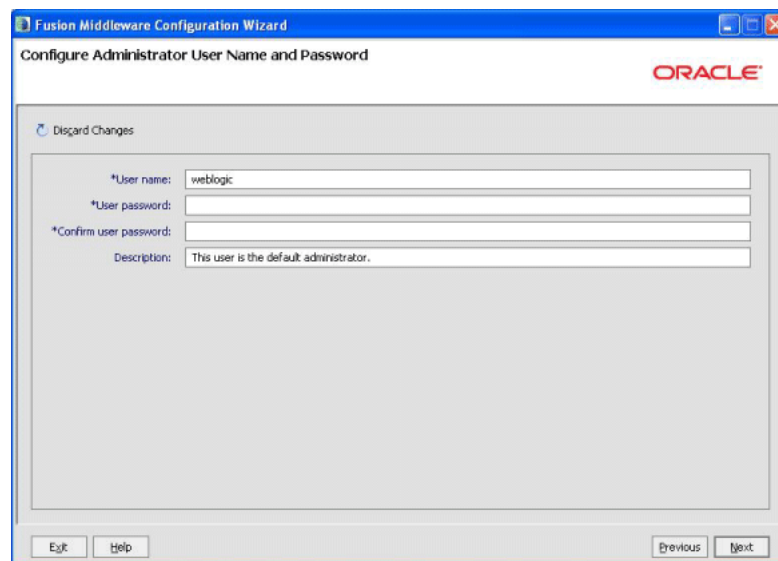 Fusion Middleware Configuration Wizard
Configure Administrator User Name and Password
ORACLE
Discard Changes
*User name: weblogic
*User password:
*Confirm user password:
Description: This user is the default administrator.
Exit Help Previous Next